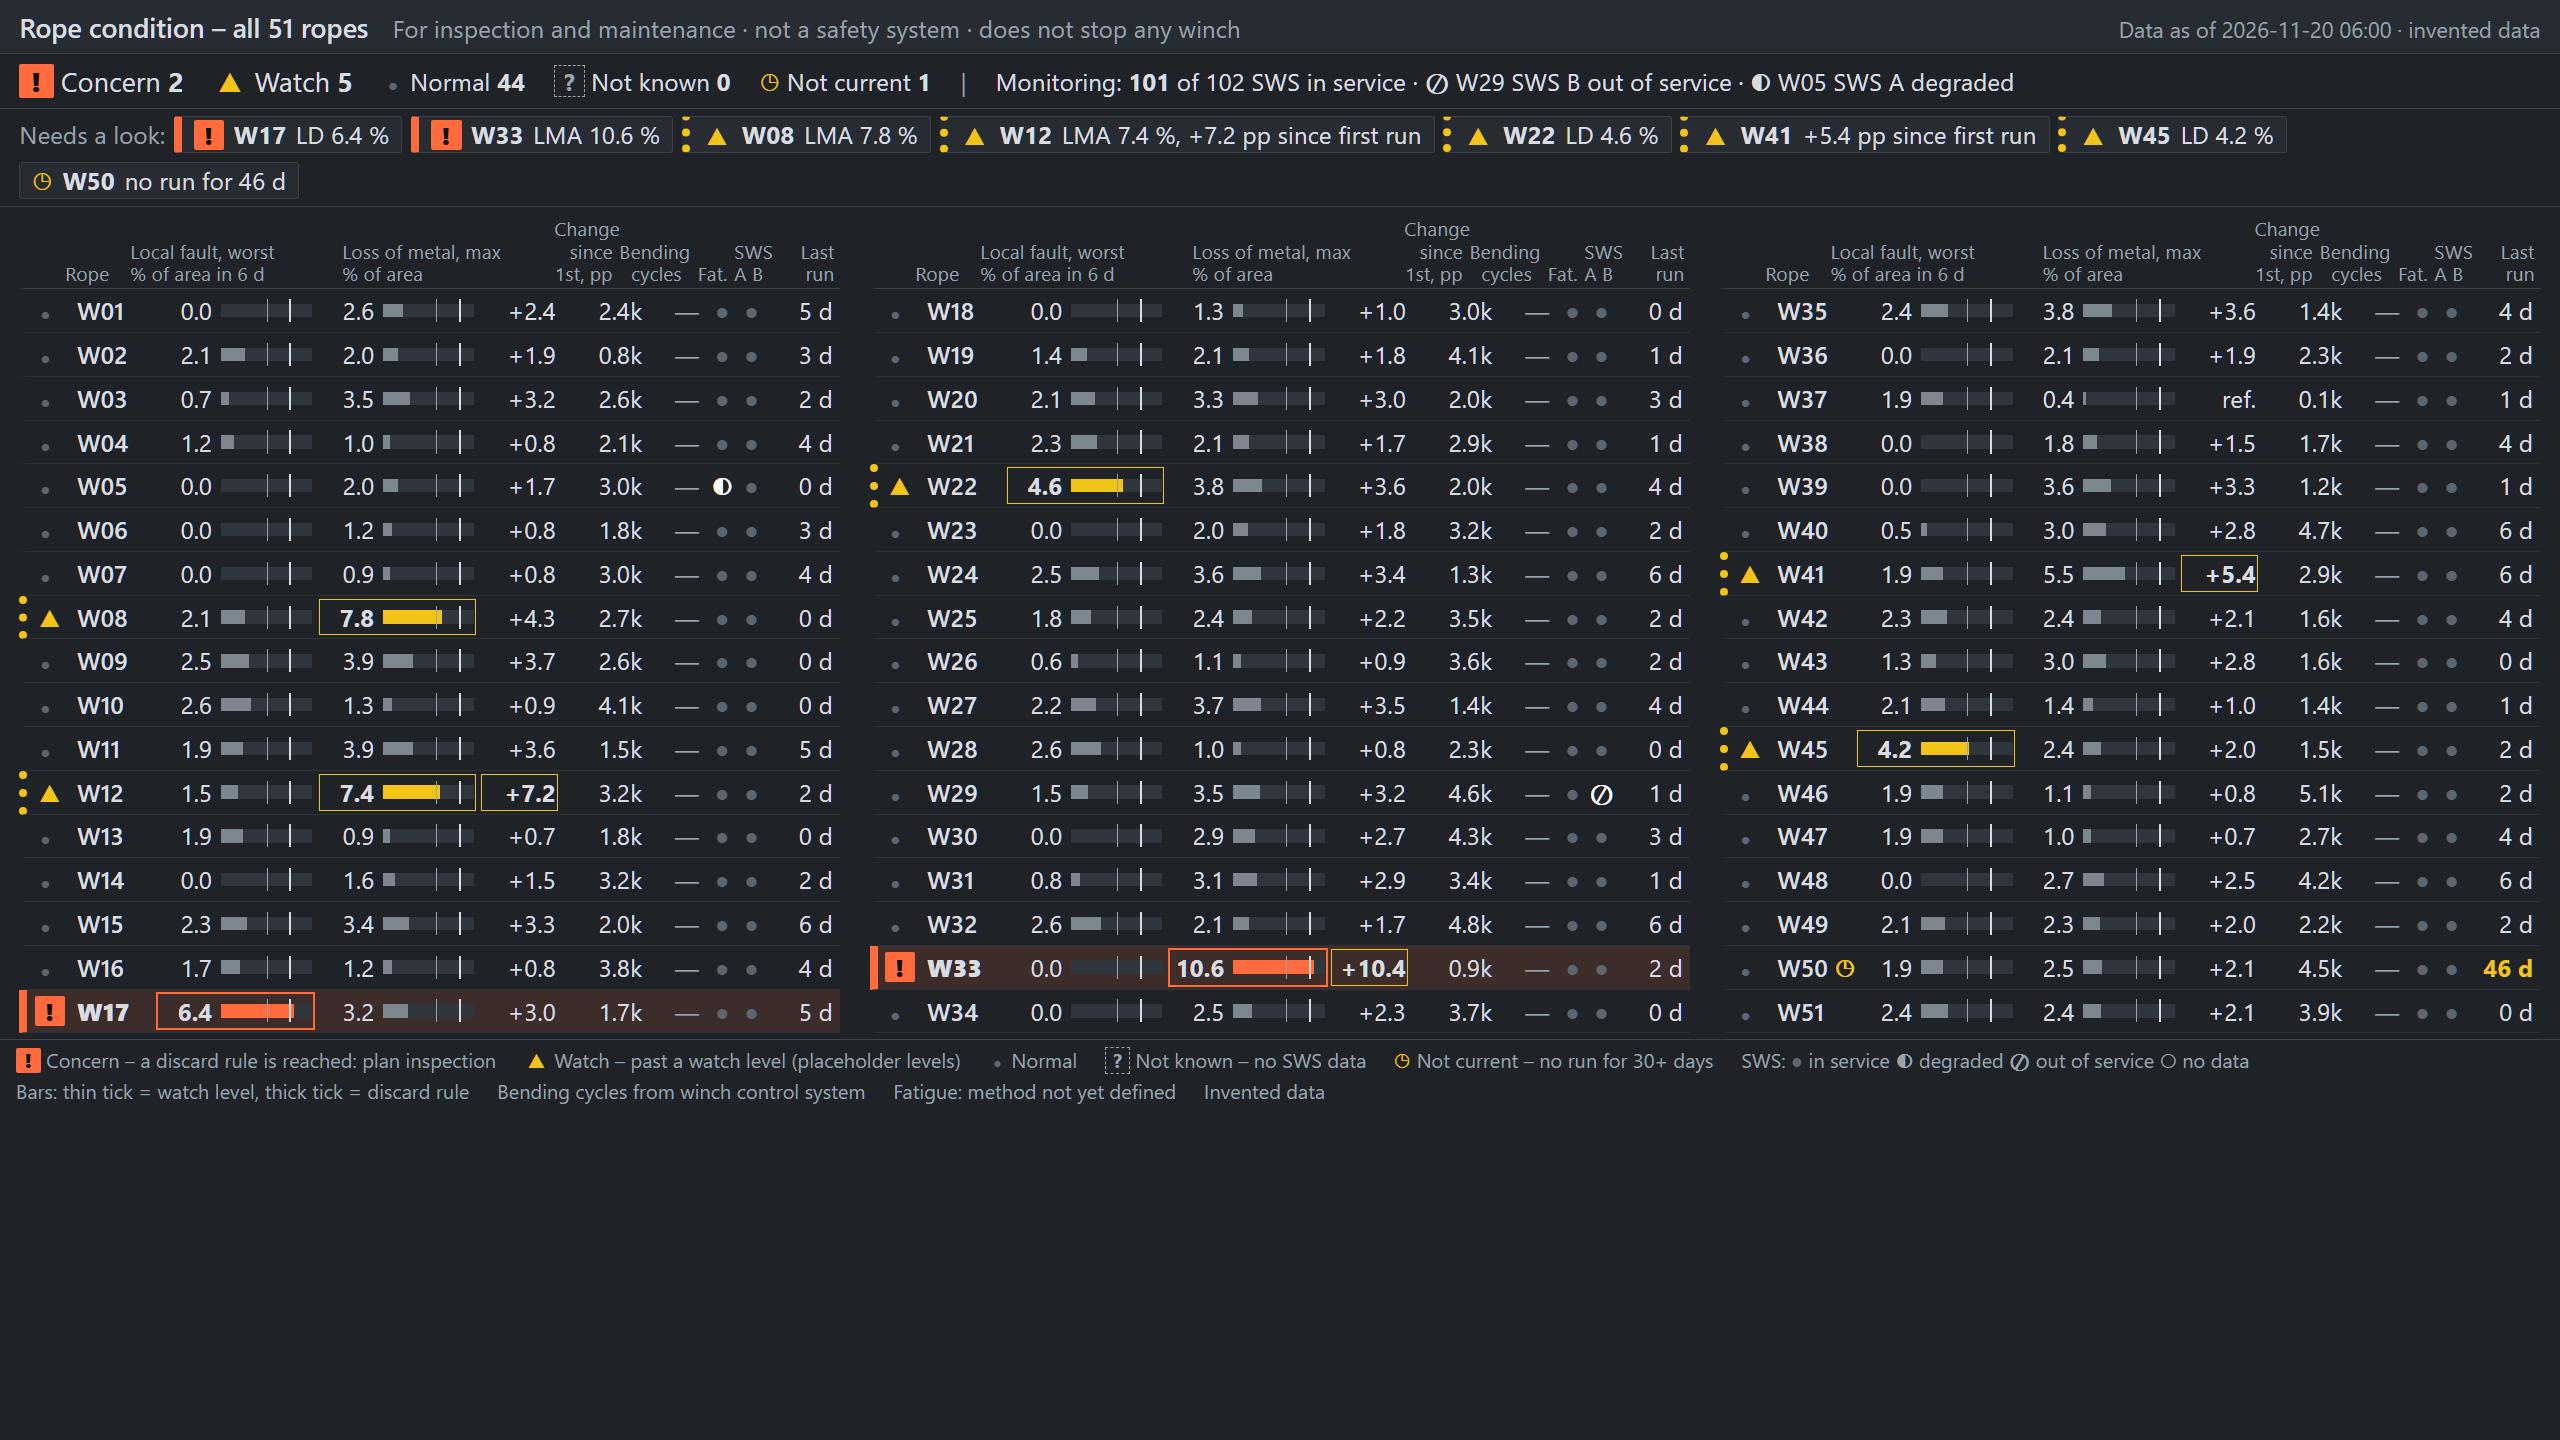 Rope condition – all 51 ropes For inspection and maintenance · not a safety system · does not stop any winch Data as of 2026-11-20 06:00 · invented data
! Concern 2 Watch 5 Normal 44 ? Not known 0 Not current 1 | Monitoring: 101 of 102 SWS in service · W29 SWS B out of service · W05 SWS A degraded
Needs a look: ! W17 LD 6.4 % ! W33 LMA 10.6 % W08 LMA 7.8 % W12 LMA 7.4 %, +7.2 pp since first run W22 LD 4.6 % W41 +5.4 pp since first run W45 LD 4.2 %
W50 no run for 46 d
Rope Local fault, worst % of area in 6 d Loss of metal, max % of area Change since 1st, pp Bending cycles Fat. SWS A B Last run
W01 0.0 2.6 +2.4 2.4k — 5 d
W02 2.1 2.0 +1.9 0.8k — 3 d
W03 0.7 3.5 +3.2 2.6k — 2 d
W04 1.2 1.0 +0.8 2.1k — 4 d
W05 0.0 2.0 +1.7 3.0k — 0 d
W06 0.0 1.2 +0.8 1.8k — 3 d
W07 0.0 0.9 +0.8 3.0k — 4 d
W08 2.1 7.8 +4.3 2.7k — 0 d
W09 2.5 3.9 +3.7 2.6k — 0 d
W10 2.6 1.3 +0.9 4.1k — 0 d
W11 1.9 3.9 +3.6 1.5k — 5 d
W12 1.5 7.4 +7.2 3.2k — 2 d
W13 1.9 0.9 +0.7 1.8k — 0 d
W14 0.0 1.6 +1.5 3.2k — 2 d
W15 2.3 3.4 +3.3 2.0k — 6 d
W16 1.7 1.2 +0.8 3.8k — 4 d
! W17 6.4 3.2 +3.0 1.7k — 5 d
Rope Local fault, worst % of area in 6 d Loss of metal, max % of area Change since 1st, pp Bending cycles Fat. SWS A B Last run
W18 0.0 1.3 +1.0 3.0k — 0 d
W19 1.4 2.1 +1.8 4.1k — 1 d
W20 2.1 3.3 +3.0 2.0k — 3 d
W21 2.3 2.1 +1.7 2.9k — 1 d
W22 4.6 3.8 +3.6 2.0k — 4 d
W23 0.0 2.0 +1.8 3.2k — 2 d
W24 2.5 3.6 +3.4 1.3k — 6 d
W25 1.8 2.4 +2.2 3.5k — 2 d
W26 0.6 1.1 +0.9 3.6k — 2 d
W27 2.2 3.7 +3.5 1.4k — 4 d
W28 2.6 1.0 +0.8 2.3k — 0 d
W29 1.5 3.5 +3.2 4.6k — 1 d
W30 0.0 2.9 +2.7 4.3k — 3 d
W31 0.8 3.1 +2.9 3.4k — 1 d
W32 2.6 2.1 +1.7 4.8k — 6 d
! W33 0.0 10.6 +10.4 0.9k — 2 d
W34 0.0 2.5 +2.3 3.7k — 0 d
Rope Local fault, worst % of area in 6 d Loss of metal, max % of area Change since 1st, pp Bending cycles Fat. SWS A B Last run
W35 2.4 3.8 +3.6 1.4k — 4 d
W36 0.0 2.1 +1.9 2.3k — 2 d
W37 1.9 0.4 ref. 0.1k — 1 d
W38 0.0 1.8 +1.5 1.7k — 4 d
W39 0.0 3.6 +3.3 1.2k — 1 d
W40 0.5 3.0 +2.8 4.7k — 6 d
W41 1.9 5.5 +5.4 2.9k — 6 d
W42 2.3 2.4 +2.1 1.6k — 4 d
W43 1.3 3.0 +2.8 1.6k — 0 d
W44 2.1 1.4 +1.0 1.4k — 1 d
W45 4.2 2.4 +2.0 1.5k — 2 d
W46 1.9 1.1 +0.8 5.1k — 2 d
W47 1.9 1.0 +0.7 2.7k — 4 d
W48 0.0 2.7 +2.5 4.2k — 6 d
W49 2.1 2.3 +2.0 2.2k — 2 d
W50 1.9 2.5 +2.1 4.5k — 46 d
W51 2.4 2.4 +2.1 3.9k — 0 d
! Concern – a discard rule is reached: plan inspection Watch – past a watch level (placeholder levels) Normal ? Not known – no SWS data Not current – no run for 30+ days SWS: in service degraded out of service no data
Bars: thin tick = watch level, thick tick = discard rule Bending cycles from winch control system Fatigue: method not yet defined Invented data